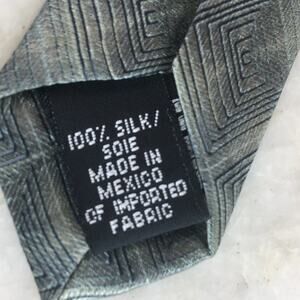 100% SILK/
SOIE
MADE IN
MEXICO
OF IMPORTED
FABRIC